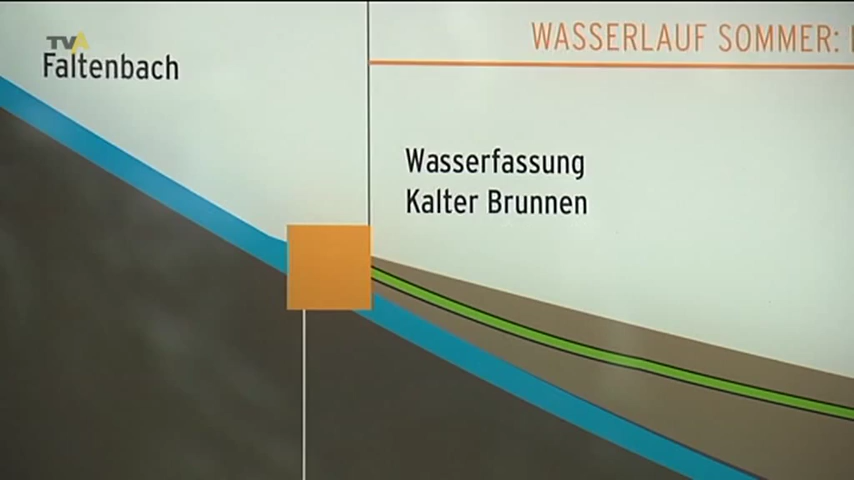 TVA
Faltenbach
WASSERLAUF SOMMER:
Wasserfassung
Kalter Brunnen